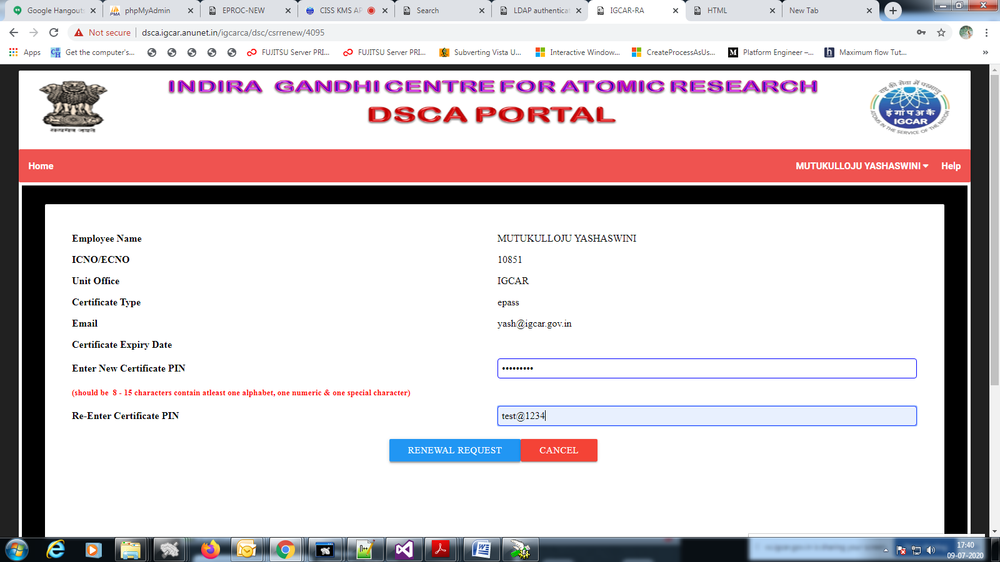 Google Hangouts
phpMyAdmin
EPROC-NEW
CISS KMS AP
Search
LDAP authenticat
IGCAR-RA
HTML
New Tab
Not secure
dsca.igcar.anunet.in/igcarca/dsc/csrrenew/4095
Apps
Get the computer's...
FUJITSU Server PRI...
FUJITSU Server PRI...
Subverting Vista U...
Interactive Window...
CreateProcessAsUs...
Platform Engineer –...
Maximum flow Tut...
»
INDIRA GANDHI CENTRE FOR ATOMIC RESEARCH
DSCA PORTAL
सत्यमेव जयते
राष्ट्र की सेवा में परमाणु
इं गां प अ कें
IGCAR
ATOMS IN THE SERVICE OF THE NATION
Home
MUTUKULLOJU YASHASWINI
Help
Employee Name
MUTUKULLOJU YASHASWINI
ICNO/ECNO
10851
Unit Office
IGCAR
Certificate Type
epass
Email
yash@igcar.gov.in
Certificate Expiry Date
Enter New Certificate PIN
•••••••••
(should be 8 - 15 characters contain atleast one alphabet, one numeric & one special character)
Re-Enter Certificate PIN
test@1234
RENEWAL REQUEST
CANCEL
17:40
09-07-2020